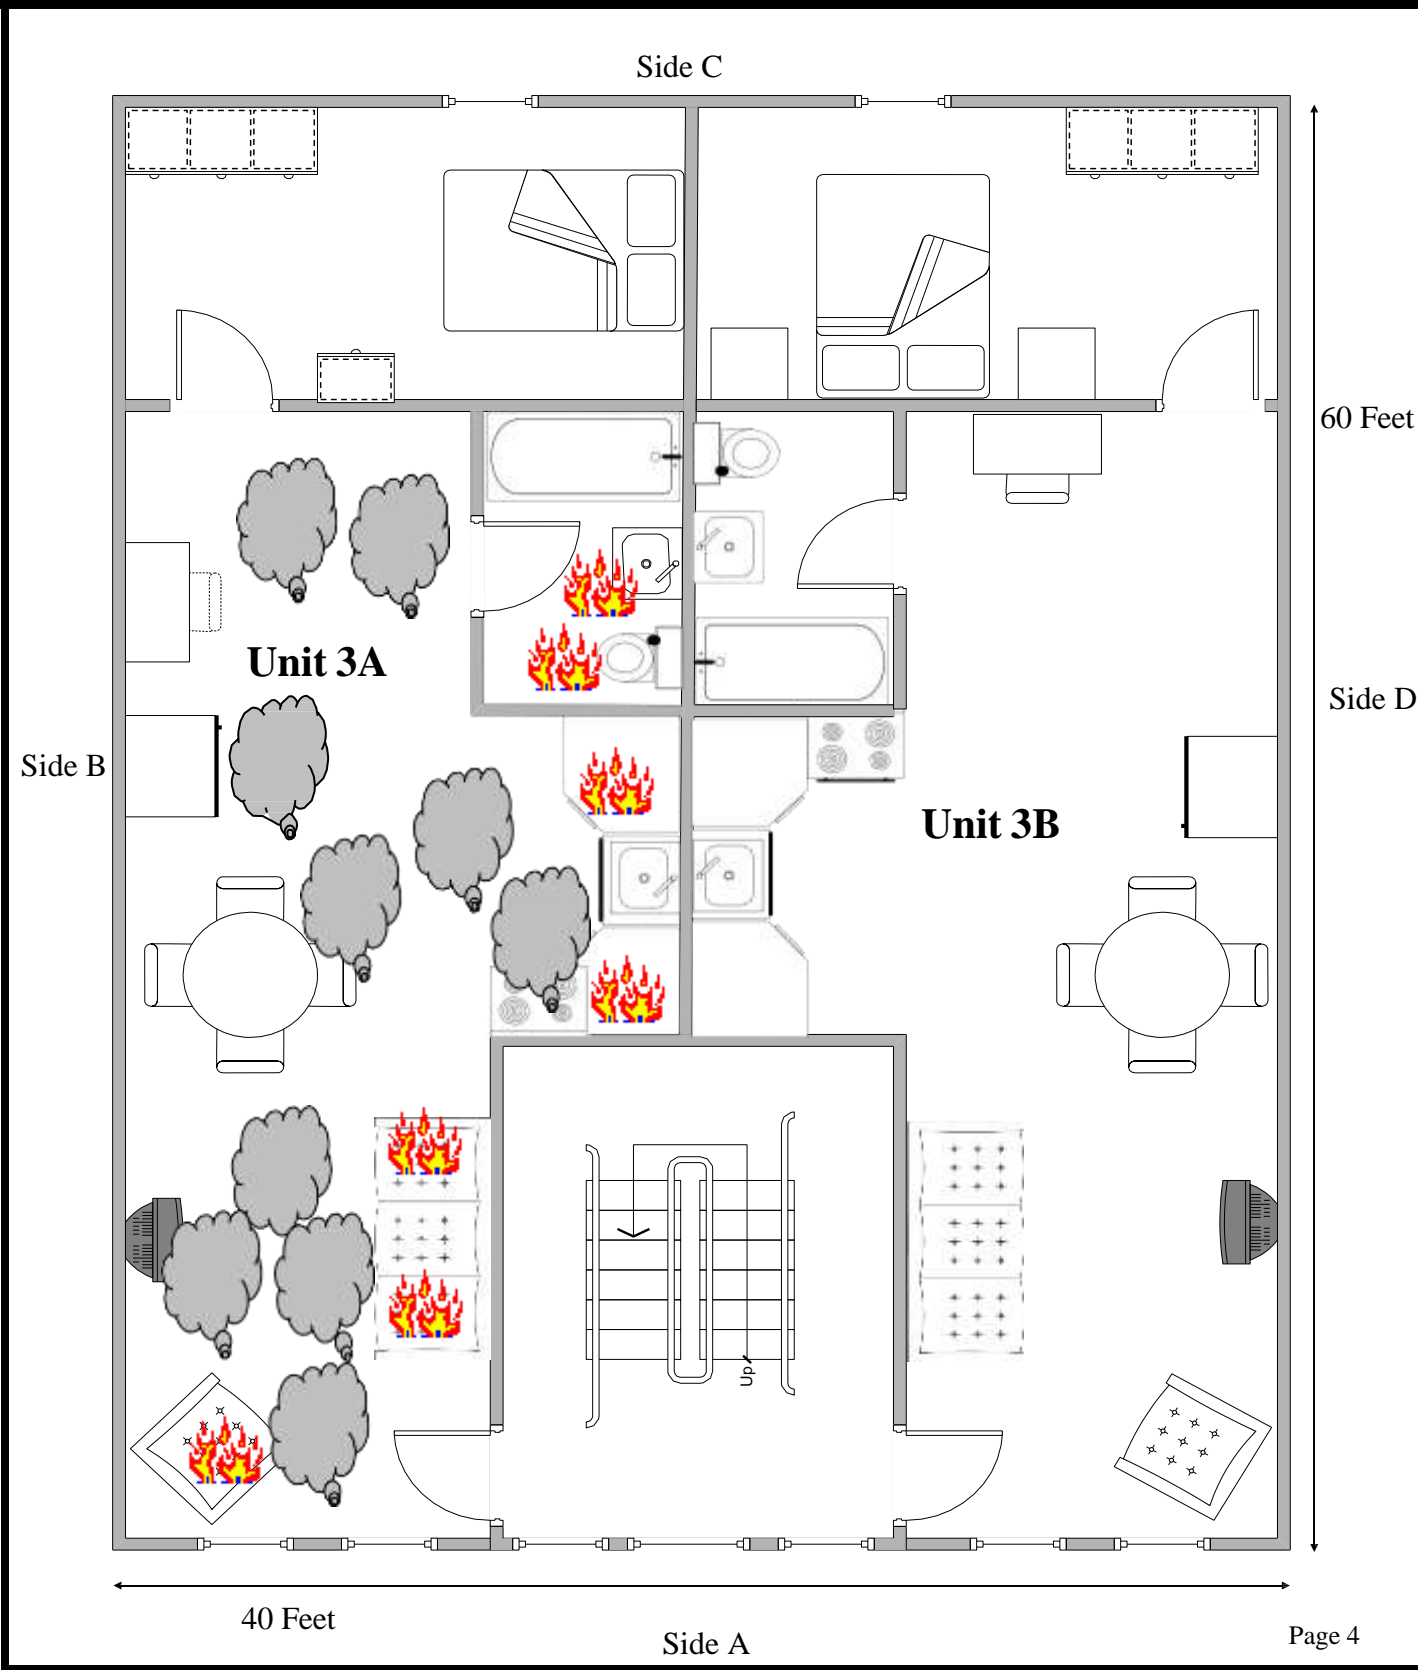 Side C
60 Feet
Unit 3A
Side D
Side B
Unit 3B
Up
40 Feet
Side A
Page 4